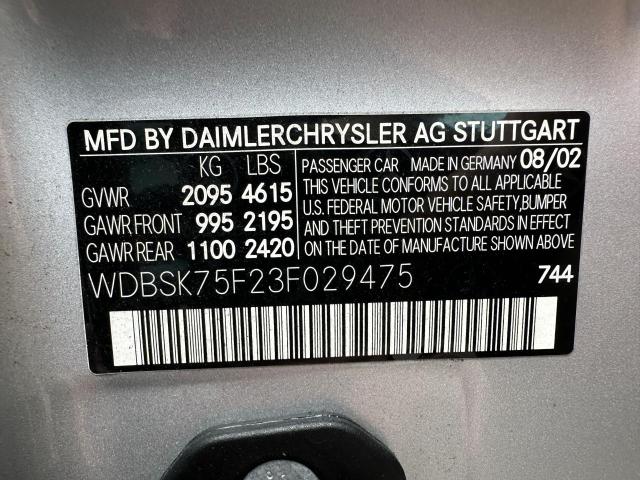 MFD BY DAIMLERCHRYSLER AG STUTTGART
KG LBS
GVWR 2095 4615
GAWR FRONT 995 2195
GAWR REAR 1100 2420
PASSENGER CAR MADE IN GERMANY 08/02
THIS VEHICLE CONFORMS TO ALL APPLICABLE
U.S. FEDERAL MOTOR VEHICLE SAFETY,BUMPER
AND THEFT PREVENTION STANDARDS IN EFFECT
ON THE DATE OF MANUFACTURE SHOWN ABOVE.
WDBSK75F23F029475 744